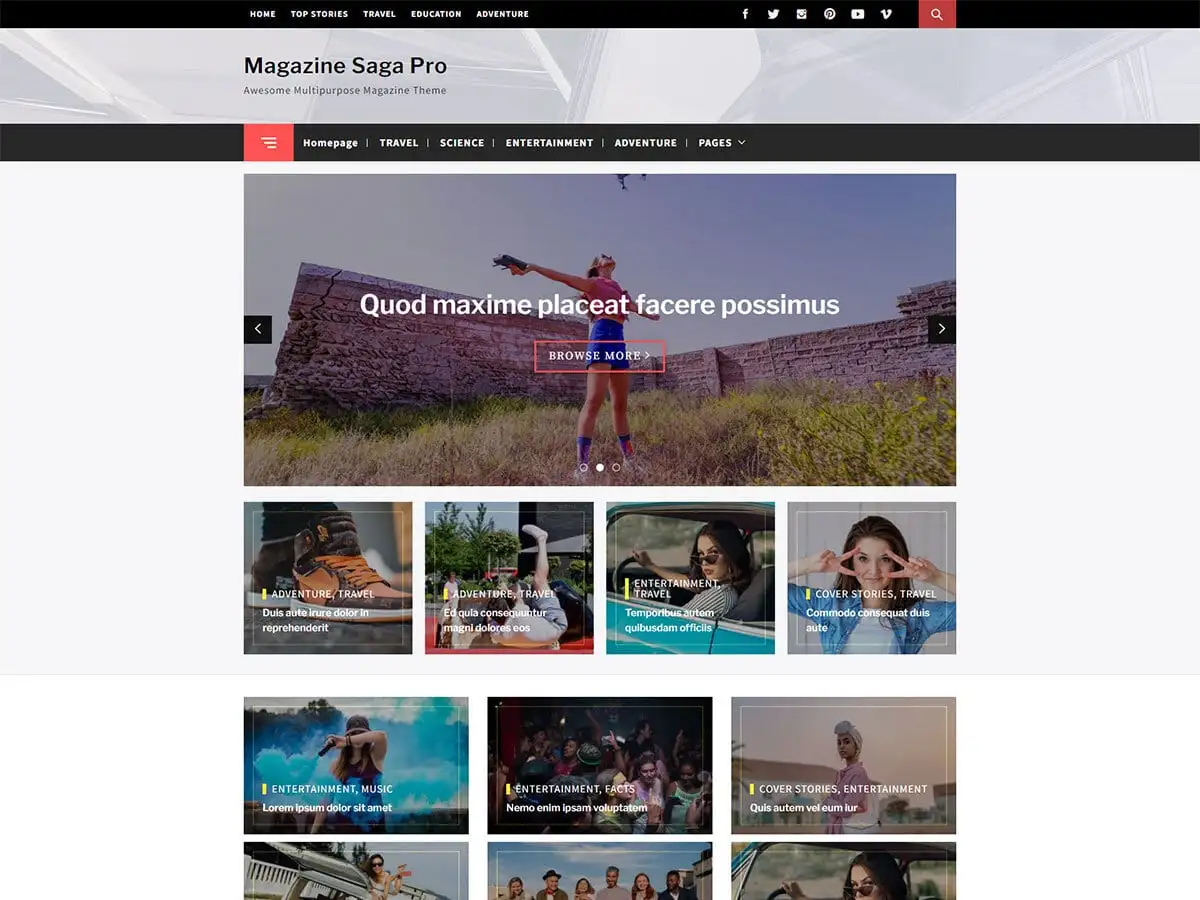 HOME TOP STORIES TRAVEL EDUCATION ADVENTURE
Magazine Saga Pro
Awesome Multipurpose Magazine Theme
Homepage TRAVEL SCIENCE ENTERTAINMENT ADVENTURE PAGES
Quod maxime placeat facere possimus
BROWSE MORE
ADVENTURE, TRAVEL
Duis aute irure dolor in
reprehenderit
ADVENTURE, TRAVEL
Ed quia consequuntur
magni dolores eos
ENTERTAINMENT,
TRAVEL
Temporibus autem
quibusdam officiis
COVER STORIES, TRAVEL
Commodo consequat duis
aute
ENTERTAINMENT, MUSIC
Lorem ipsum dolor sit amet
ENTERTAINMENT, FACTS
Nemo enim ipsam voluptatem
COVER STORIES, ENTERTAINMENT
Quis autem vel eum iur